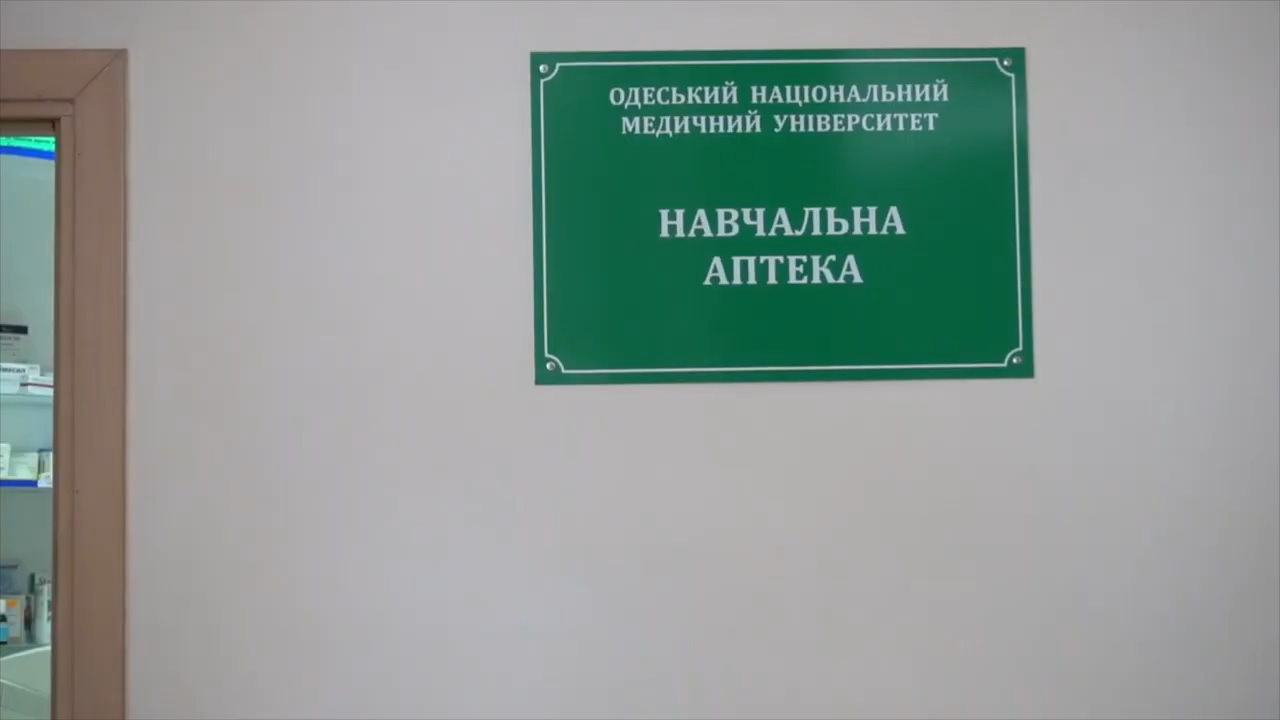 ОДЕСЬКИЙ НАЦІОНАЛЬНИЙ
МЕДИЧНИЙ УНІВЕРСИТЕТ
НАВЧАЛЬНА
АПТЕКА